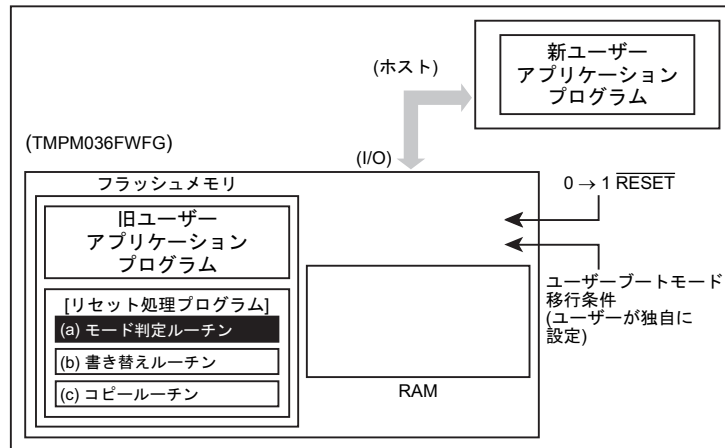 新ユーザー
アプリケーション
プログラム
(ホスト)
(TMPM036FWFG)
(I/O)
フラッシュメモリ
旧ユーザー
アプリケーション
プログラム
[リセット処理プログラム]
(a) モード判定ルーチン
(b) 書き替えルーチン
(c) コピールーチン
RAM
0 → 1 RESET
ユーザーブートモード
移行条件
(ユーザーが独自に
設定)